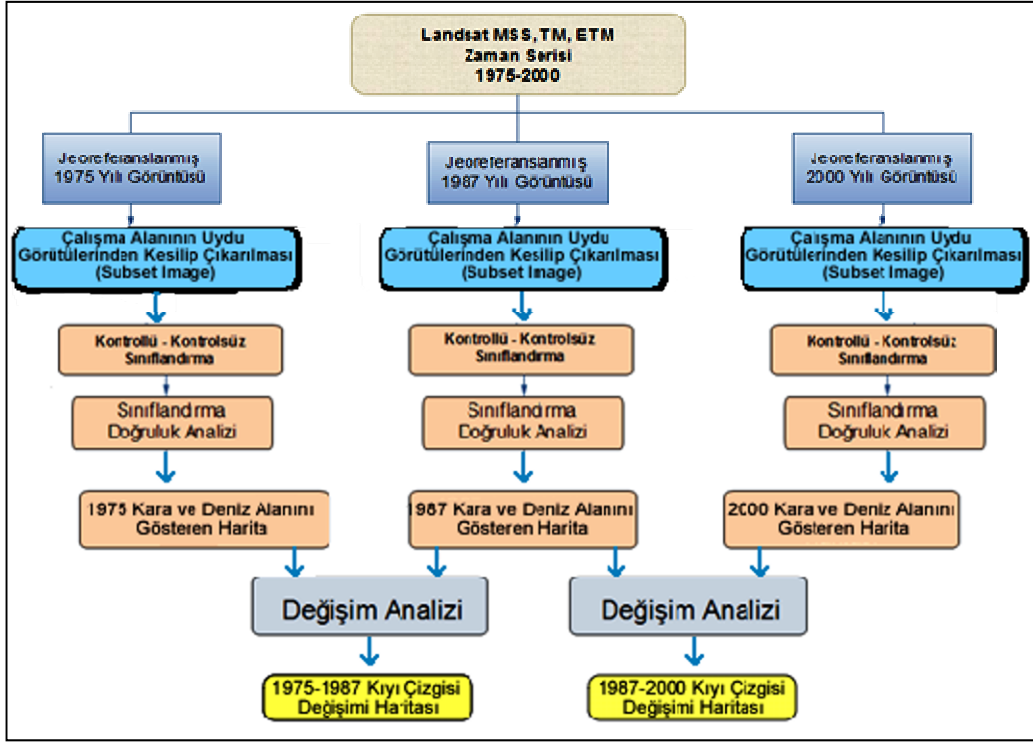 Landsat MSS, TM, ETM
Zaman Serisi
1975-2000
Jeoreferanslanmış
1975 Yılı Görüntüsü
Jeoreferanslanmış
1987 Yılı Görüntüsü
Jeoreferanslanmış
2000 Yılı Görüntüsü
Çalışma Alanının Uydu
Görütülerinden Kesilip Çıkarılması
(Subset Image)
Çalışma Alanının Uydu
Görütülerinden Kesilip Çıkarılması
(Subset Image)
Çalışma Alanının Uydu
Görütülerinden Kesilip Çıkarılması
(Subset Image)
Kontrollü - Kontrolsüz
Sınıflandırma
Kontrollü - Kontrolsüz
Sınıflandırma
Kontrollü - Kontrolsüz
Sınıflandırma
Sınıflandırma
Doğruluk Analizi
Sınıflandırma
Doğruluk Analizi
Sınıflandırma
Doğruluk Analizi
1975 Kara ve Deniz Alanını
Gösteren Harita
1987 Kara ve Deniz Alanını
Gösteren Harita
2000 Kara ve Deniz Alanını
Gösteren Harita
Değişim Analizi
Değişim Analizi
1975-1987 Kıyı Çizgisi
Değişimi Haritası
1987-2000 Kıyı Çizgisi
Değişimi Haritası